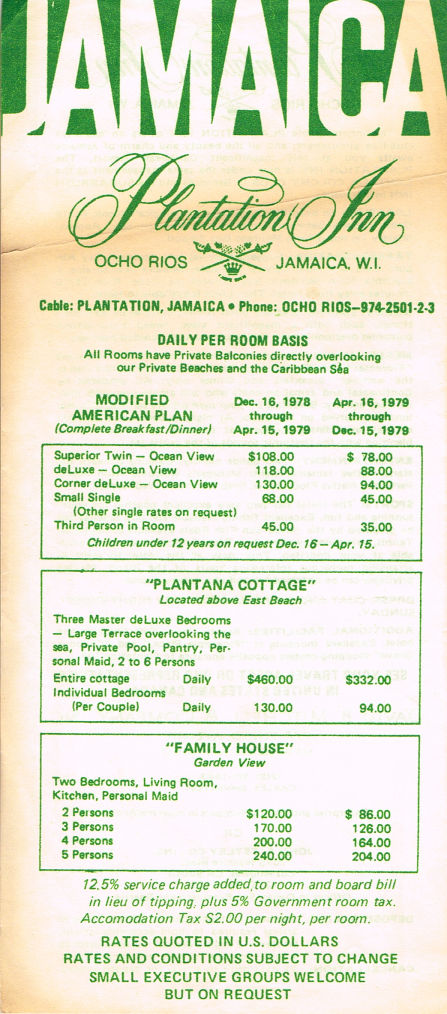 JAMAICA
Plantation Inn
OCHO RIOS JAMAICA, W.I.
Cable: PLANTATION, JAMAICA • Phone: OCHO RIOS—974-2501-2-3
DAILY PER ROOM BASIS
All Rooms have Private Balconies directly overlooking
our Private Beaches and the Caribbean Sea
MODIFIED Dec. 16, 1978 Apr. 16, 1979
AMERICAN PLAN through through
(Complete Breakfast/Dinner) Apr. 15, 1979 Dec. 15, 1979
Superior Twin — Ocean View $108.00 $ 78.00
deLuxe — Ocean View 118.00 88.00
Corner deLuxe — Ocean View 130.00 94.00
Small Single 68.00 45.00
(Other single rates on request)
Third Person in Room 45.00 35.00
Children under 12 years on request Dec. 16 — Apr. 15.
"PLANTANA COTTAGE"
Located above East Beach
Three Master deLuxe Bedrooms
— Large Terrace overlooking the
sea, Private Pool, Pantry, Per-
sonal Maid, 2 to 6 Persons
Entire cottage Daily $460.00 $332.00
Individual Bedrooms
(Per Couple) Daily 130.00 94.00
"FAMILY HOUSE"
Garden View
Two Bedrooms, Living Room,
Kitchen, Personal Maid
2 Persons $120.00 $ 86.00
3 Persons 170.00 126.00
4 Persons 200.00 164.00
5 Persons 240.00 204.00
12.5% service charge added to room and board bill
in lieu of tipping. plus 5% Government room tax.
Accomodation Tax $2.00 per night, per room.
RATES QUOTED IN U.S. DOLLARS
RATES AND CONDITIONS SUBJECT TO CHANGE
SMALL EXECUTIVE GROUPS WELCOME
BUT ON REQUEST